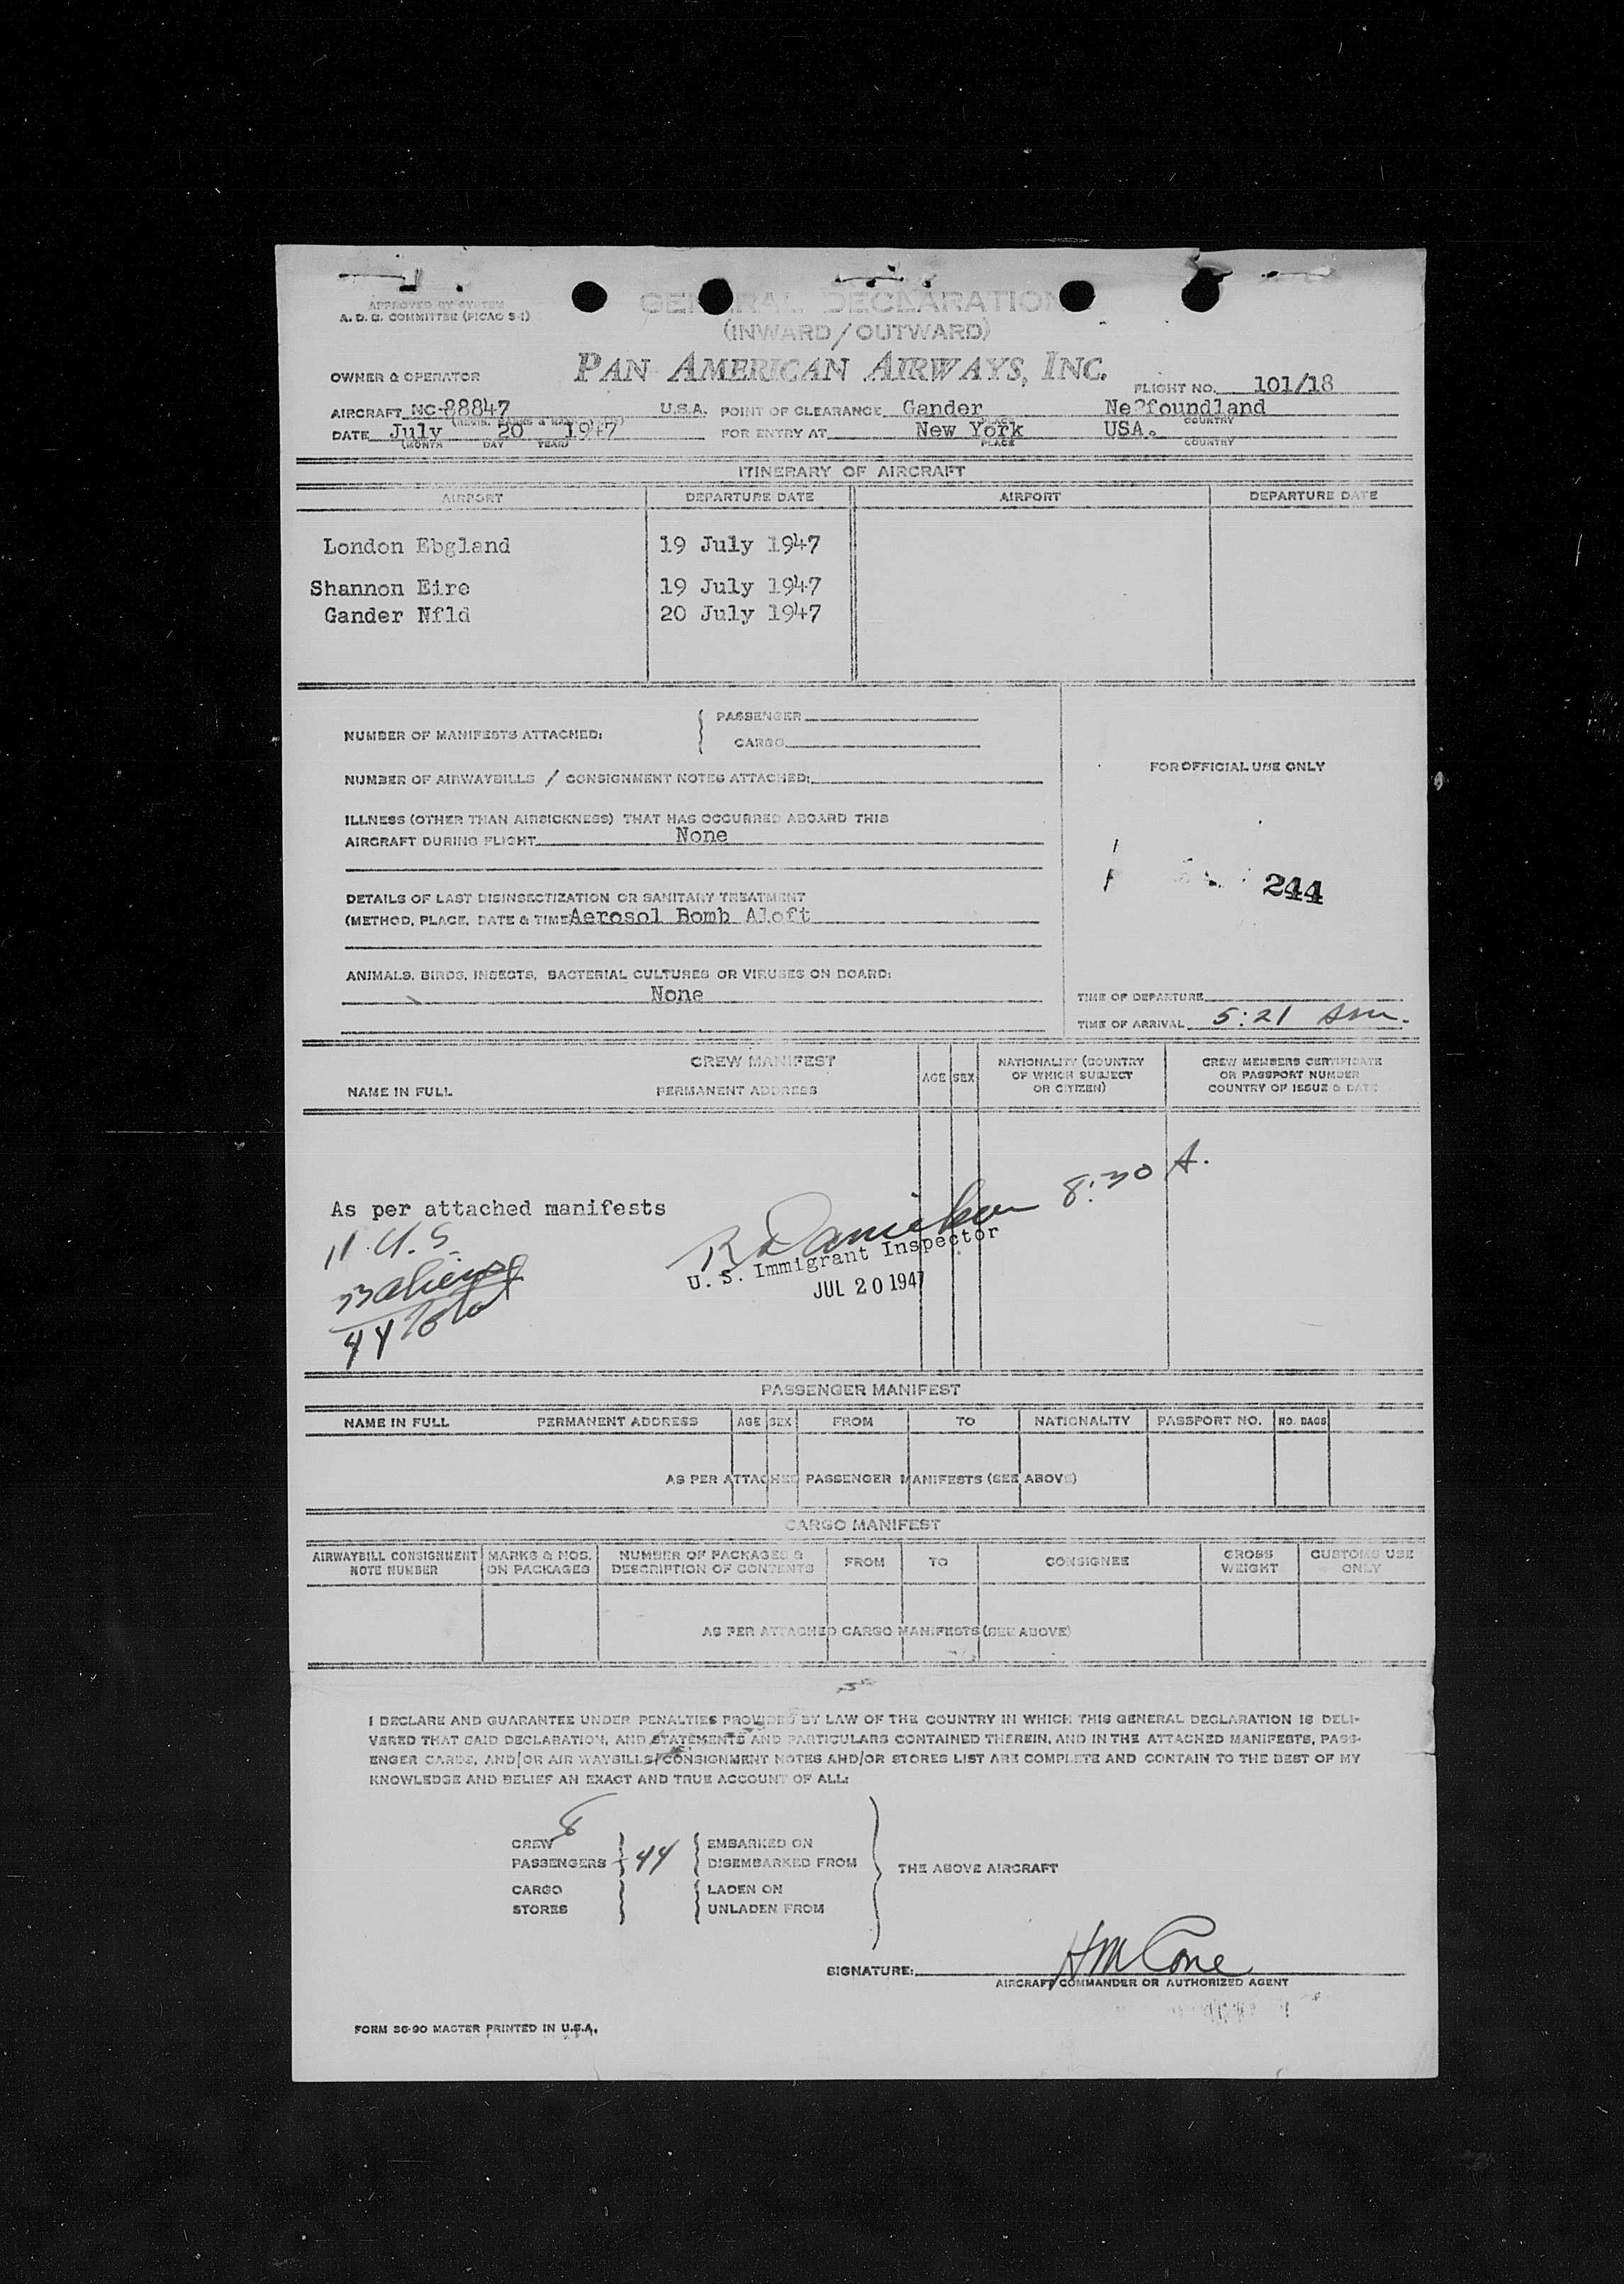 APPROVED BY SYSTEM
A. D. G. COMMITTEE (PICAO S-1)
GENERAL DECLARATION
(INWARD / OUTWARD)
OWNER & OPERATOR PAN AMERICAN AIRWAYS, INC. FLIGHT NO. 101/18
AIRCRAFT NC-88847 U.S.A. POINT OF CLEARANCE Gander Ne?foundland
PLACE COUNTRY
DATE July 20 1947 FOR ENTRY AT New York USA.
(MONTH DAY YEAR) PLACE COUNTRY
ITINERARY OF AIRCRAFT
AIRPORT DEPARTURE DATE AIRPORT DEPARTURE DATE
London Ebgland 19 July 1947
Shannon Eire 19 July 1947
Gander Nfld 20 July 1947
NUMBER OF MANIFESTS ATTACHED: { PASSENGER
CARGO
NUMBER OF AIRWAYBILLS / CONSIGNMENT NOTES ATTACHED:
FOR OFFICIAL USE ONLY
ILLNESS (OTHER THAN AIRSICKNESS) THAT HAS OCCURRED ABOARD THIS
AIRCRAFT DURING FLIGHT None
244
DETAILS OF LAST DISINSECTIZATION OR SANITARY TREATMENT
(METHOD, PLACE, DATE & TIME Aerosol Bomb Aloft
ANIMALS, BIRDS, INSECTS, BACTERIAL CULTURES OR VIRUSES ON BOARD:
None
TIME OF DEPARTURE
TIME OF ARRIVAL 5:21 Am.
CREW MANIFEST
NAME IN FULL PERMANENT ADDRESS AGE SEX NATIONALITY (COUNTRY OF WHICH SUBJECT OR CITIZEN) CREW MEMBERS CERTIFICATE OR PASSPORT NUMBER COUNTRY OF ISSUE & DATE
As per attached manifests
11 U.S.
33 aliens
44 Total
R Danielson 8:30 A.
U. S. Immigrant Inspector
JUL 20 1947
PASSENGER MANIFEST
NAME IN FULL PERMANENT ADDRESS AGE SEX FROM TO NATIONALITY PASSPORT NO. NO. BAGS
AS PER ATTACHED PASSENGER MANIFESTS (SEE ABOVE)
CARGO MANIFEST
AIRWAYBILL CONSIGNMENT NOTE NUMBER MARKS & NOS. ON PACKAGES NUMBER OF PACKAGES & DESCRIPTION OF CONTENTS FROM TO CONSIGNEE GROSS WEIGHT CUSTOMS USE ONLY
AS PER ATTACHED CARGO MANIFESTS (SEE ABOVE)
I DECLARE AND GUARANTEE UNDER PENALTIES PROVIDED BY LAW OF THE COUNTRY IN WHICH THIS GENERAL DECLARATION IS DELI-
VERED THAT SAID DECLARATION, AND STATEMENTS AND PARTICULARS CONTAINED THEREIN, AND IN THE ATTACHED MANIFESTS, PASS-
ENGER CARDS, AND/OR AIR WAYBILLS/CONSIGNMENT NOTES AND/OR STORES LIST ARE COMPLETE AND CONTAIN TO THE BEST OF MY
KNOWLEDGE AND BELIEF AN EXACT AND TRUE ACCOUNT OF ALL:
8
CREW EMBARKED ON
PASSENGERS 44 DISEMBARKED FROM THE ABOVE AIRCRAFT
CARGO LADEN ON
STORES UNLADEN FROM
SIGNATURE: HM Cone
AIRCRAFT COMMANDER OR AUTHORIZED AGENT
FORM 36-90 MASTER PRINTED IN U.S.A.